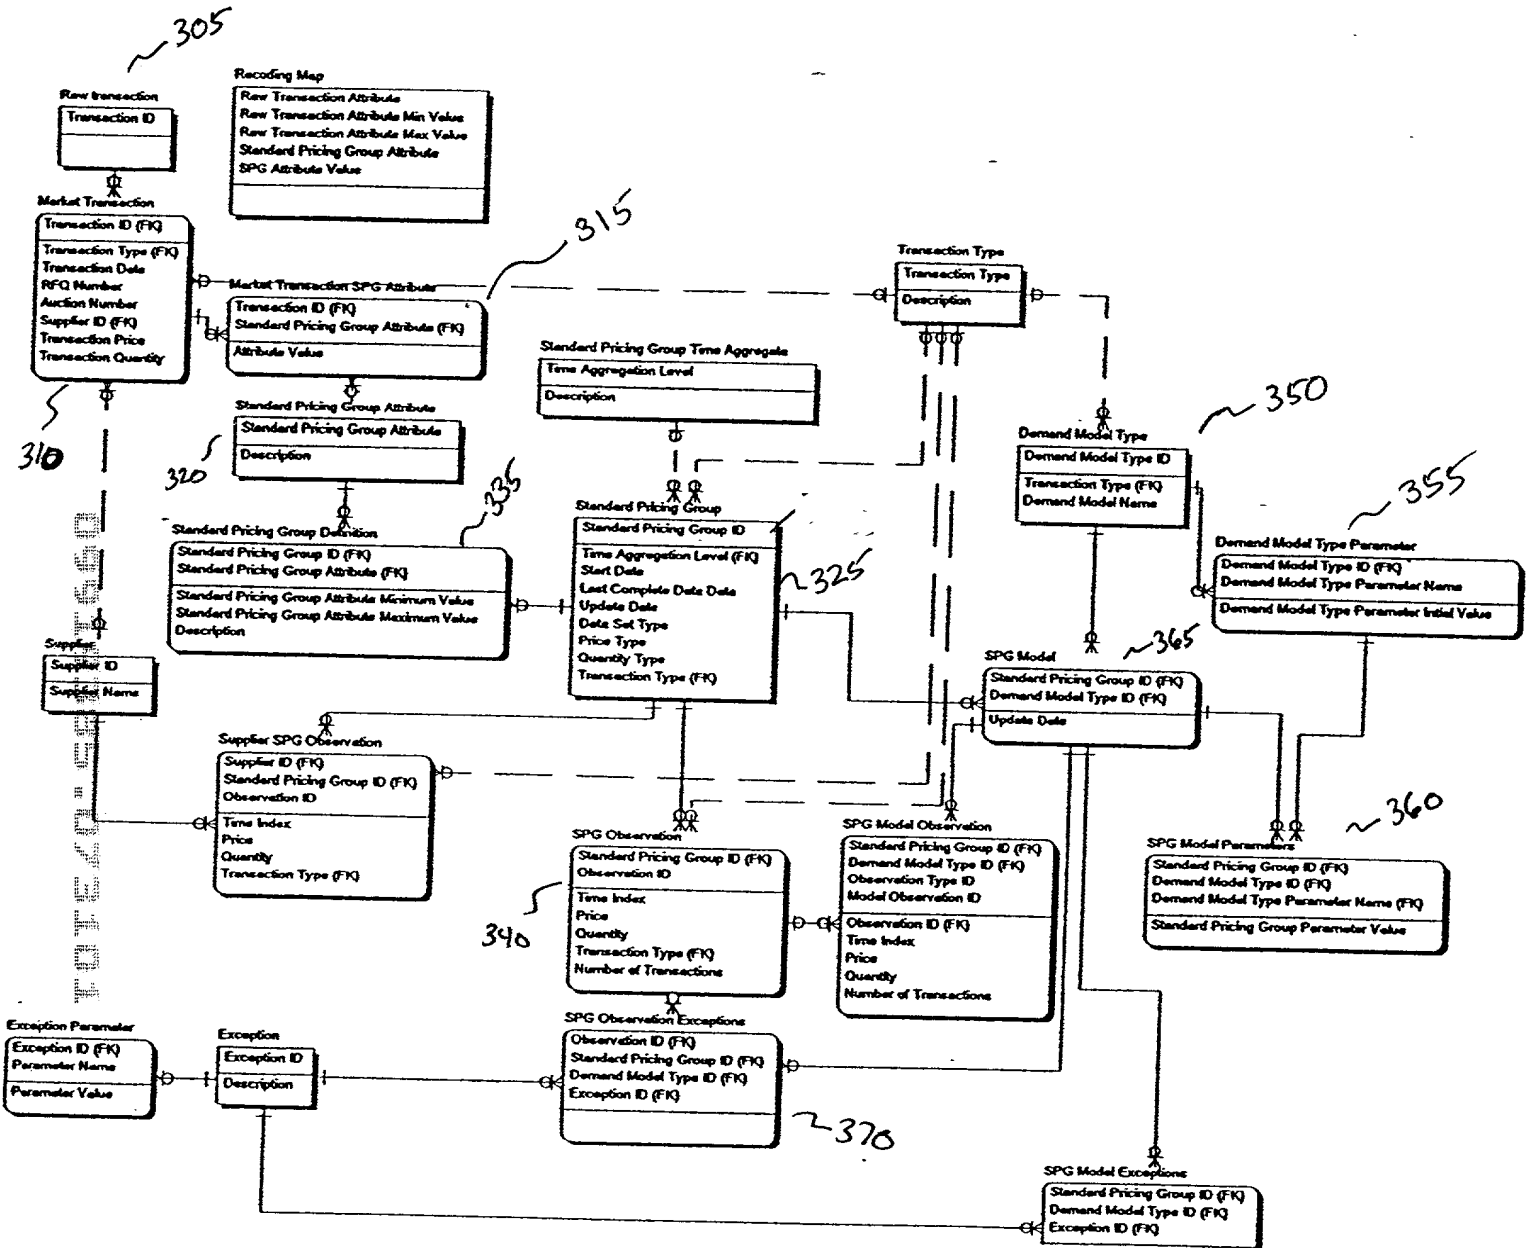 305
Raw transaction
Transaction ID
Recoding Map
Raw Transaction Attribute
Raw Transaction Attribute Min Value
Raw Transaction Attribute Max Value
Standard Pricing Group Attribute
SPG Attribute Value
Market Transaction
Transaction ID (FK)
Transaction Type (FK)
Transaction Date
RFQ Number
Auction Number
Supplier ID (FK)
Transaction Price
Transaction Quantity
310
315
Market Transaction SPG Attribute
Transaction ID (FK)
Standard Pricing Group Attribute (FK)
Attribute Value
Transaction Type
Transaction Type
Description
Standard Pricing Group Time Aggregate
Time Aggregation Level
Description
Standard Pricing Group Attribute
Standard Pricing Group Attribute
Description
320
350
Demand Model Type
Demand Model Type ID
Transaction Type (FK)
Demand Model Name
335
Standard Pricing Group Definition
Standard Pricing Group ID (FK)
Standard Pricing Group Attribute (FK)
Standard Pricing Group Attribute Minimum Value
Standard Pricing Group Attribute Maximum Value
Description
Standard Pricing Group
Standard Pricing Group ID
Time Aggregation Level (FK)
Start Date
Last Complete Data Date
Update Date
Data Set Type
Price Type
Quantity Type
Transaction Type (FK)
325
355
Demand Model Type Parameter
Demand Model Type ID (FK)
Demand Model Type Parameter Name
Demand Model Type Parameter Intial Value
Supplier
Supplier ID
Supplier Name
365
SPG Model
Standard Pricing Group ID (FK)
Demand Model Type ID (FK)
Update Date
Supplier SPG Observation
Supplier ID (FK)
Standard Pricing Group ID (FK)
Observation ID
Time Index
Price
Quantity
Transaction Type (FK)
SPG Observation
Standard Pricing Group ID (FK)
Observation ID
Time Index
Price
Quantity
Transaction Type (FK)
Number of Transactions
340
SPG Model Observation
Standard Pricing Group ID (FK)
Demand Model Type ID (FK)
Observation Type ID
Model Observation ID
Observation ID (FK)
Time Index
Price
Quantity
Number of Transactions
360
SPG Model Parameters
Standard Pricing Group ID (FK)
Demand Model Type ID (FK)
Demand Model Type Parameter Name (FK)
Standard Pricing Group Parameter Value
Exception Parameter
Exception ID (FK)
Parameter Name
Parameter Value
Exception
Exception ID
Description
SPG Observation Exceptions
Observation ID (FK)
Standard Pricing Group ID (FK)
Demand Model Type ID (FK)
Exception ID (FK)
370
SPG Model Exceptions
Standard Pricing Group ID (FK)
Demand Model Type ID (FK)
Exception ID (FK)